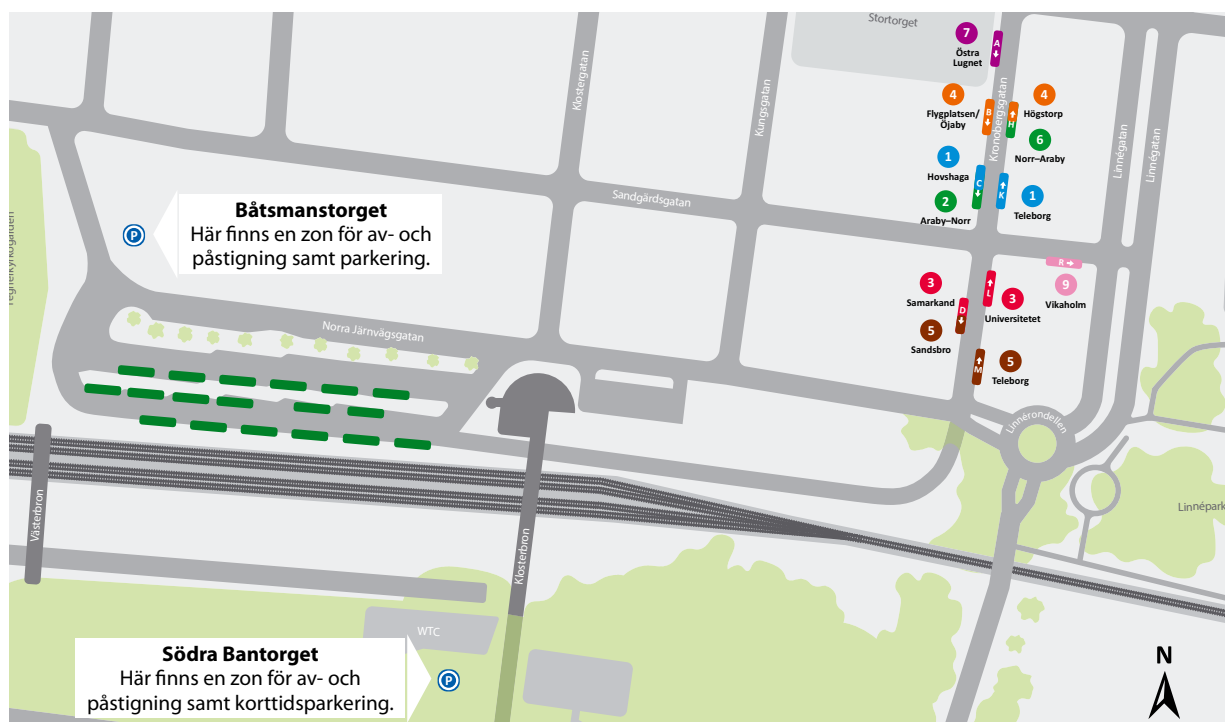 Stortorget
7
Östra
Lugnet
A
4
Flygplatsen/
Öjaby
B
4
Högstorp
H
6
Norr–Araby
Kronobergsgatan
1
Hovshaga
C
2
Araby–Norr
K
1
Teleborg
Klostergatan
Kungsgatan
Linnégatan
Linnégatan
Sandgärdsgatan
Båtsmanstorget
Här finns en zon för av- och
påstigning samt parkering.
P
Tegnérkyrkogården
R
9
Vikaholm
3
Samarkand
D
5
Sandsbro
L
3
Universitetet
M
5
Teleborg
Norra Järnvägsgatan
Linnérondellen
Linnépark
Västerbron
Klosterbron
WTC
Södra Bantorget
Här finns en zon för av- och
påstigning samt korttidsparkering.
P
N